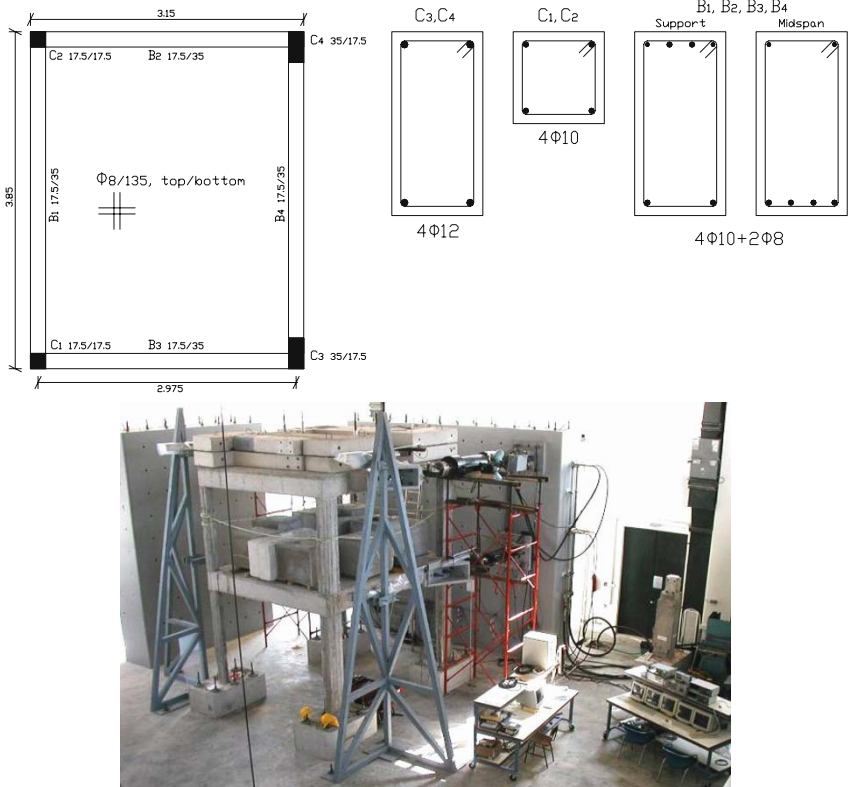 3.15
C2 17.5/17.5
B2 17.5/35
C4 35/17.5
3.85
B1 17.5/35
Φ8/135, top/bottom
B4 17.5/35
C1 17.5/17.5
B3 17.5/35
C3 35/17.5
2.975
C3,C4
4Φ12
C1, C2
4Φ10
B1, B2, B3, B4
Support
Midspan
4Φ10+2Φ8